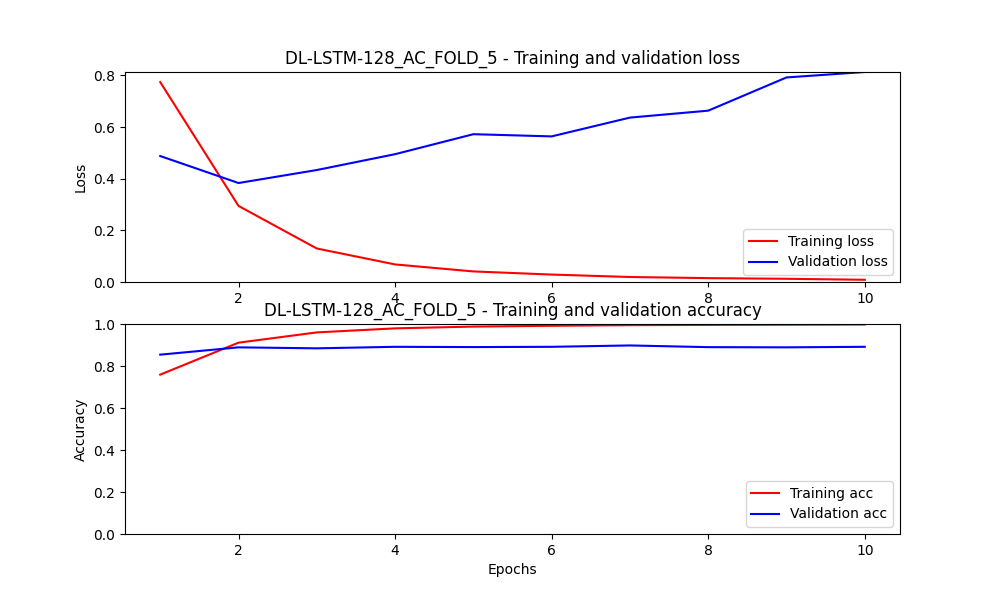 DL-LSTM-128_AC_FOLD_5 - Training and validation loss
0.8
0.6
0.4
0.2
0.0
Loss
Training loss
Validation loss
2 4 6 8 10
DL-LSTM-128_AC_FOLD_5 - Training and validation accuracy
1.0
0.8
0.6
0.4
0.2
0.0
Accuracy
Training acc
Validation acc
2 4 6 8 10
Epochs